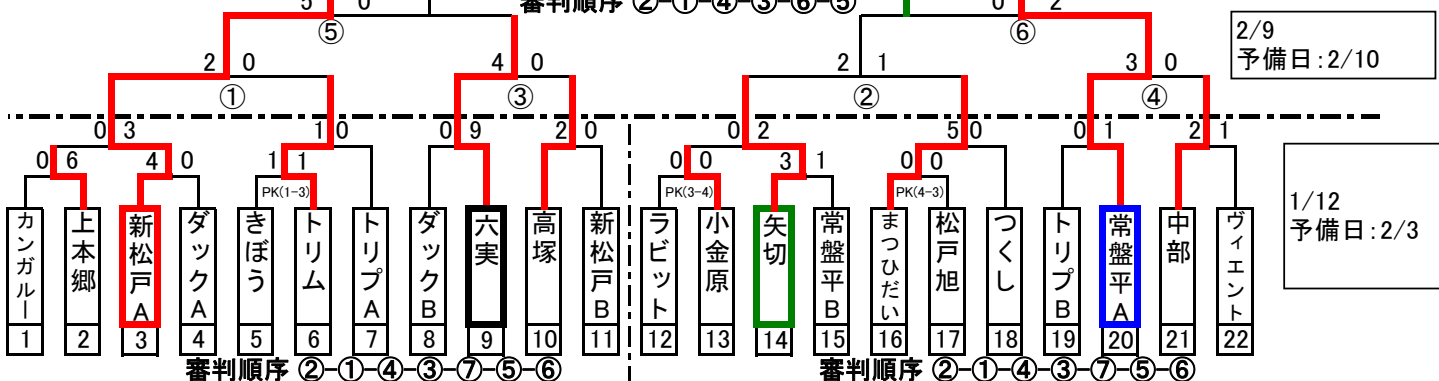 5 0
審判順序 ②-①-④-③-⑥-⑤
0 2
⑤
⑥
2/9
予備日:2/10
2 0
4 0
2 1
3 0
①
③
②
④
0 3
1 0
0 9
2 0
0 2
5 0
0 1
2 1
0 6
4 0
1 1
0 0
3 1
0 0
PK(1-3)
PK(3-4)
PK(4-3)
1/12
予備日:2/3
カンガルー
上本郷
新松戸A
ダックA
きぼう
トリム
トリプA
ダックB
六実
高塚
新松戸B
ラビット
小金原
矢切
常盤平B
まつひだい
松戸旭
つくし
トリプB
常盤平A
中部
ヴィエント
1 2 3 4 5 6 7 8 9 10 11 12 13 14 15 16 17 18 19 20 21 22
審判順序 ②-①-④-③-⑦-⑤-⑥
審判順序 ②-①-④-③-⑦-⑤-⑥